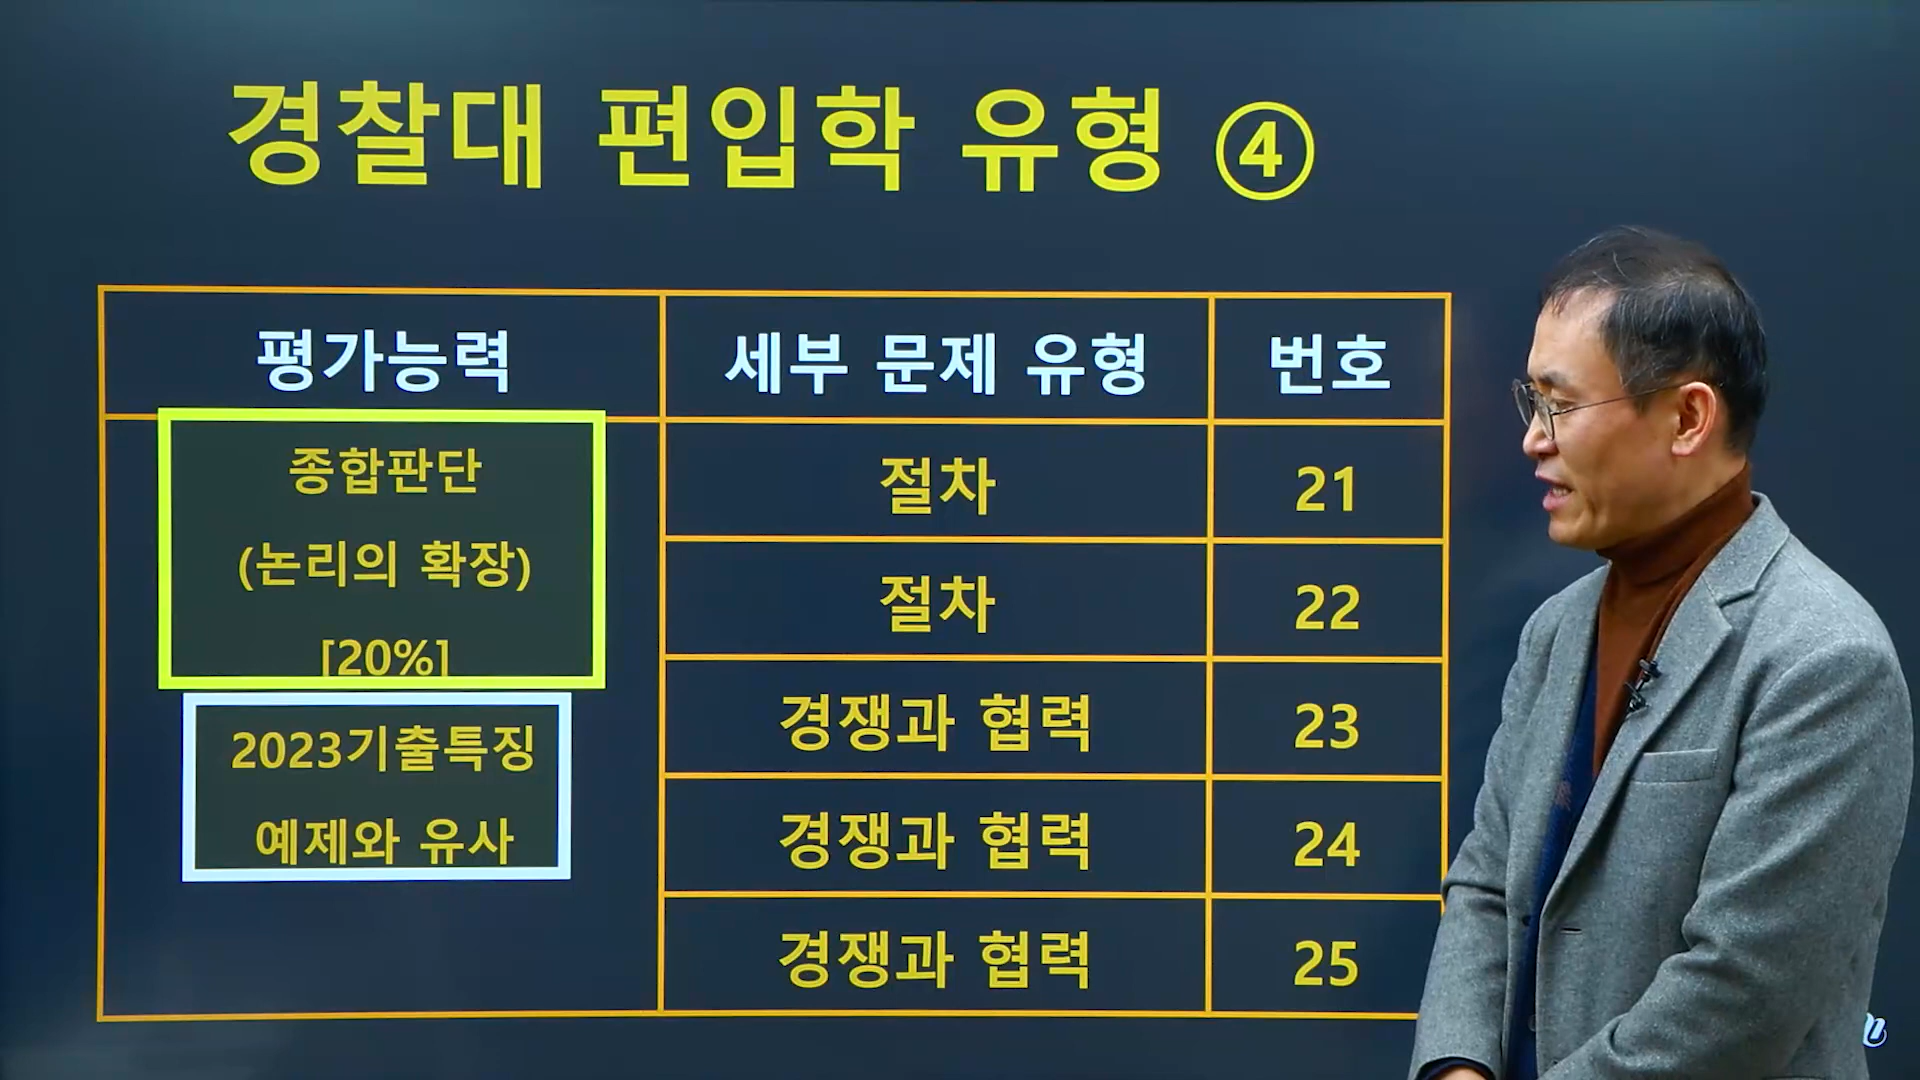 경찰대 편입학 유형 ④
평가능력 세부 문제 유형 번호
종합판단
(논리의 확장)
[20%]
2023기출특징
예제와 유사
절차 21
절차 22
경쟁과 협력 23
경쟁과 협력 24
경쟁과 협력 25